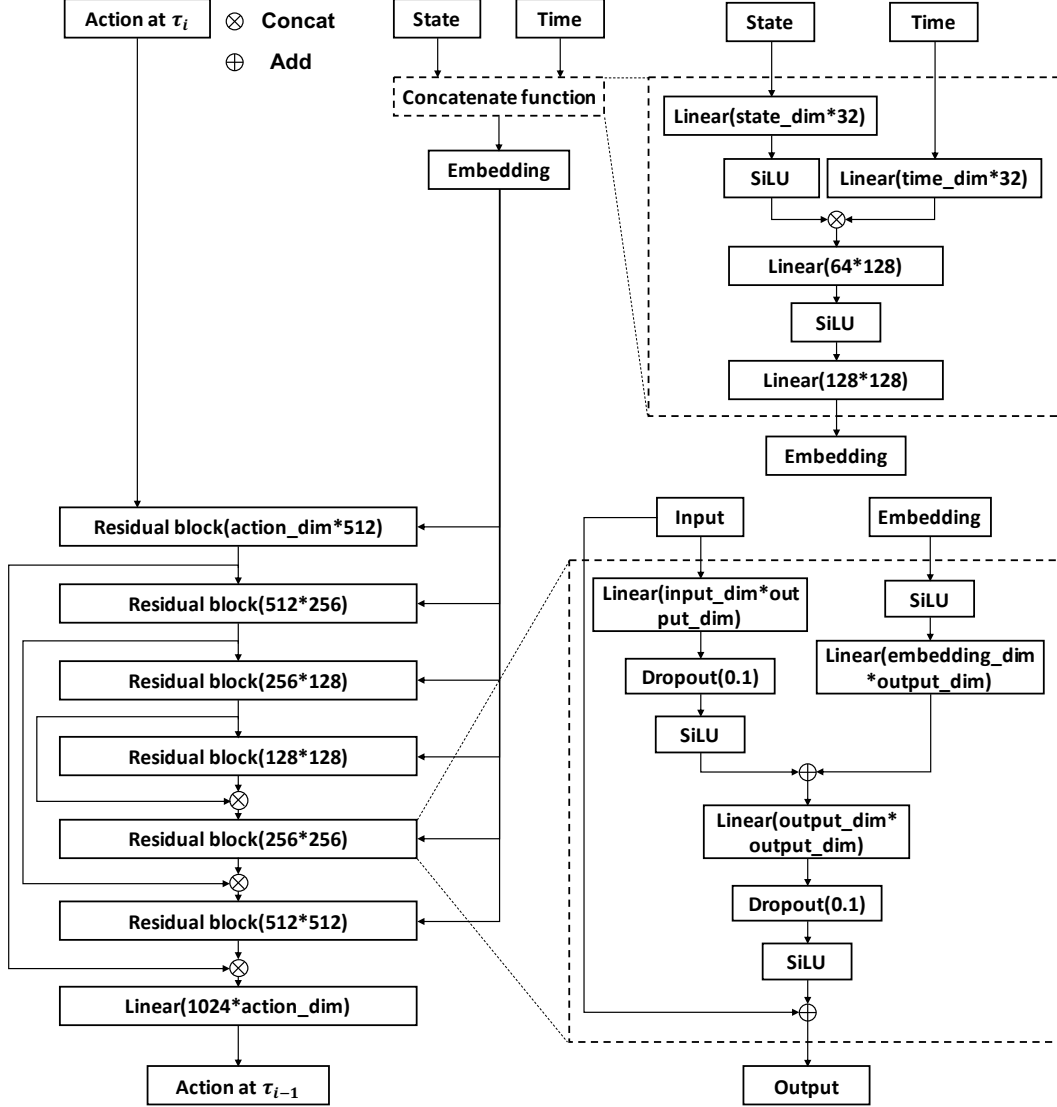 Action at τᵢ
Concat
Add
State
Time
Concatenate function
Embedding
State
Time
Linear(state_dim*32)
SiLU
Linear(time_dim*32)
Linear(64*128)
SiLU
Linear(128*128)
Embedding
Residual block(action_dim*512)
Residual block(512*256)
Residual block(256*128)
Residual block(128*128)
Residual block(256*256)
Residual block(512*512)
Linear(1024*action_dim)
Action at τᵢ₋₁
Input
Embedding
Linear(input_dim*out
put_dim)
SiLU
Dropout(0.1)
Linear(embedding_dim
*output_dim)
SiLU
Linear(output_dim*
output_dim)
Dropout(0.1)
SiLU
Output